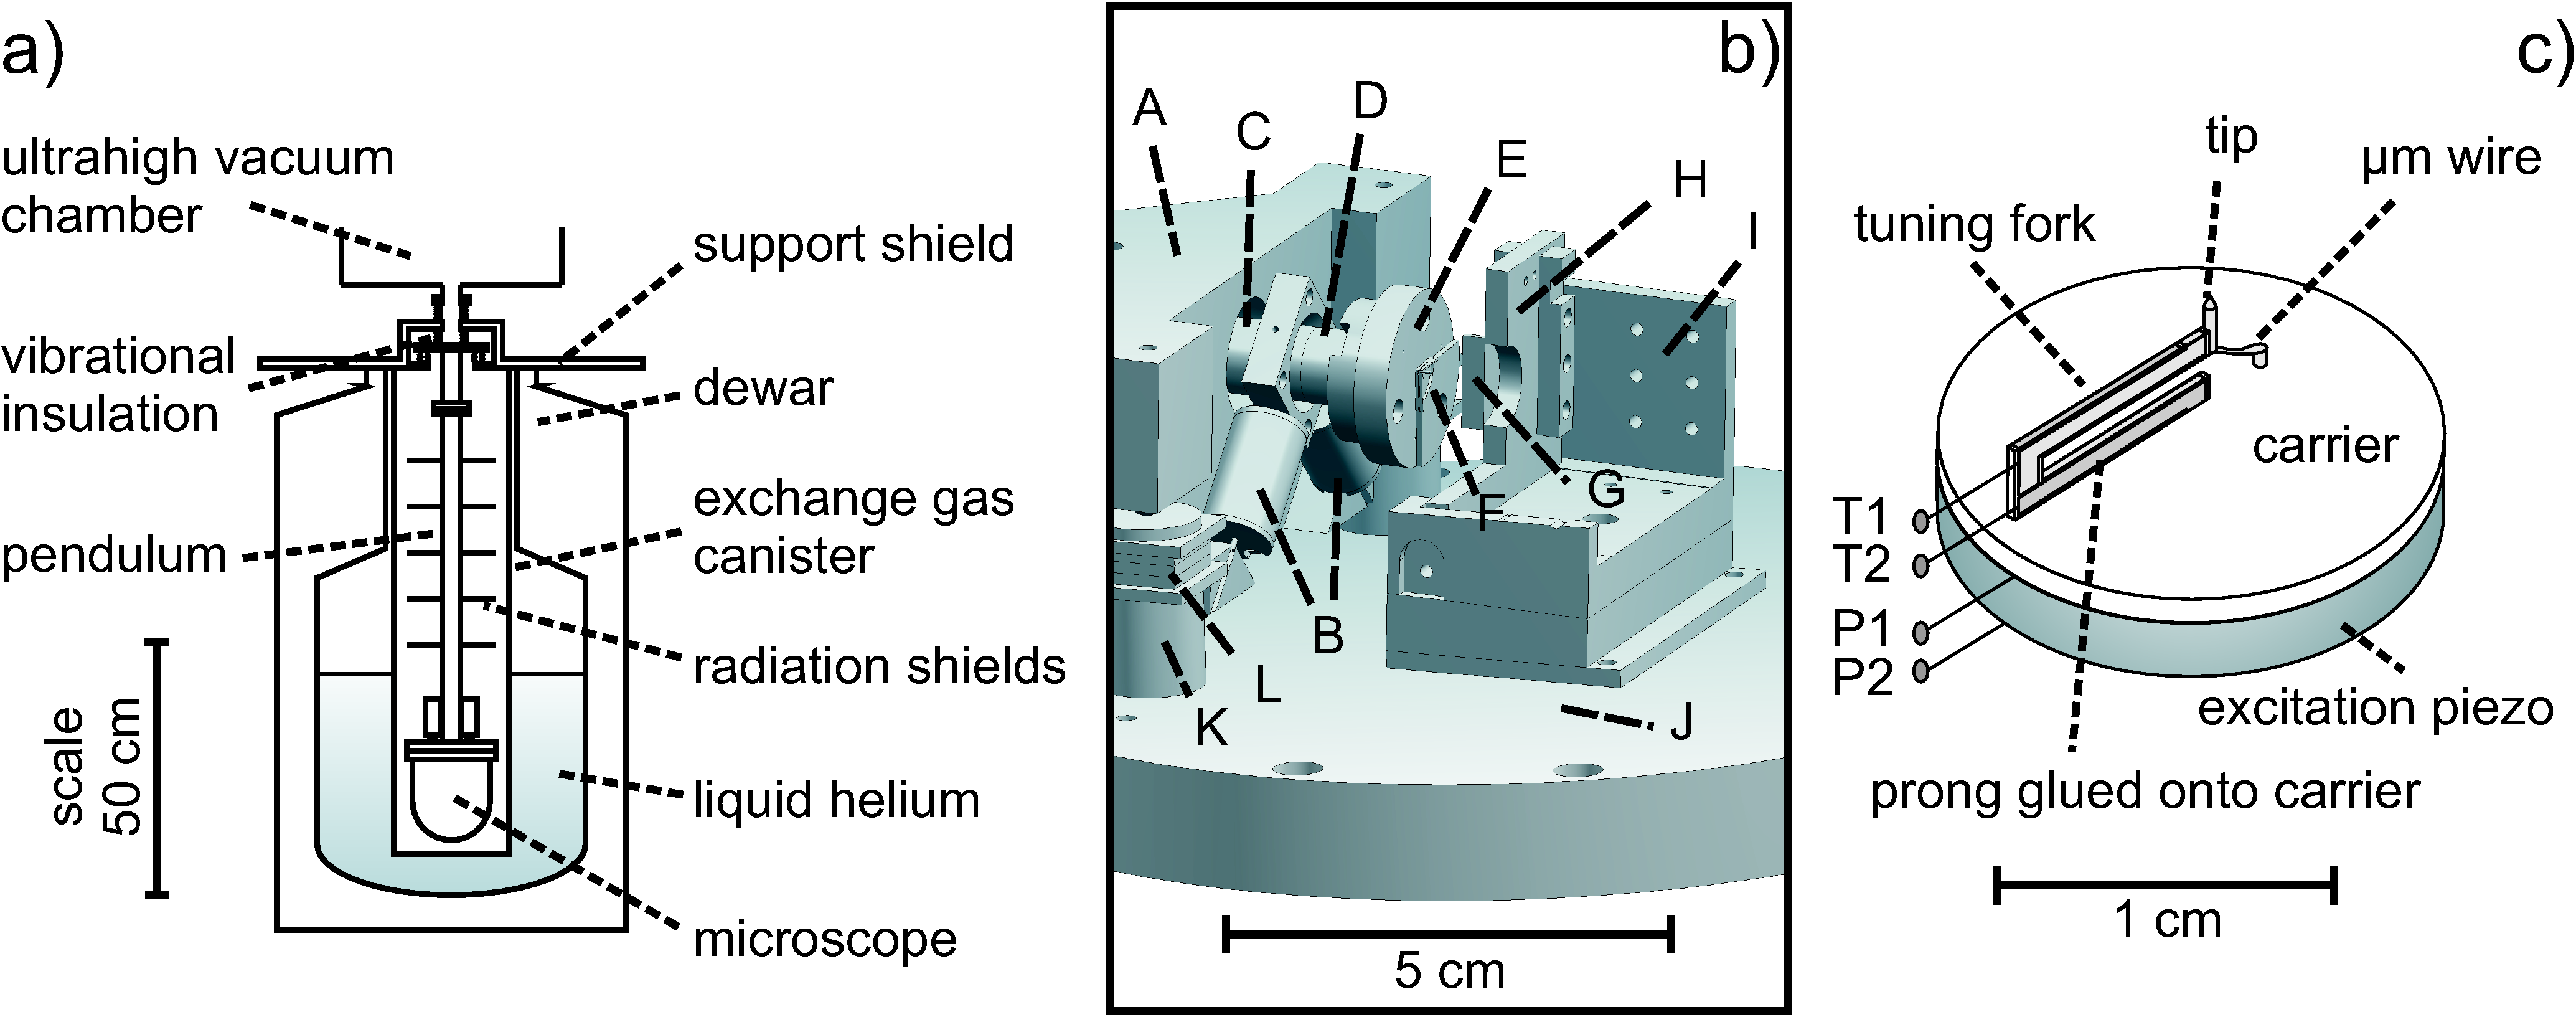 a)
ultrahigh vacuum
chamber
support shield
vibrational
insulation
dewar
exchange gas
canister
pendulum
radiation shields
scale
50 cm
liquid helium
microscope
b)
A
C
D
E
H
I
F
G
B
L
K
J
5 cm
c)
tip
µm wire
tuning fork
carrier
T1
T2
P1
P2
excitation piezo
prong glued onto carrier
1 cm